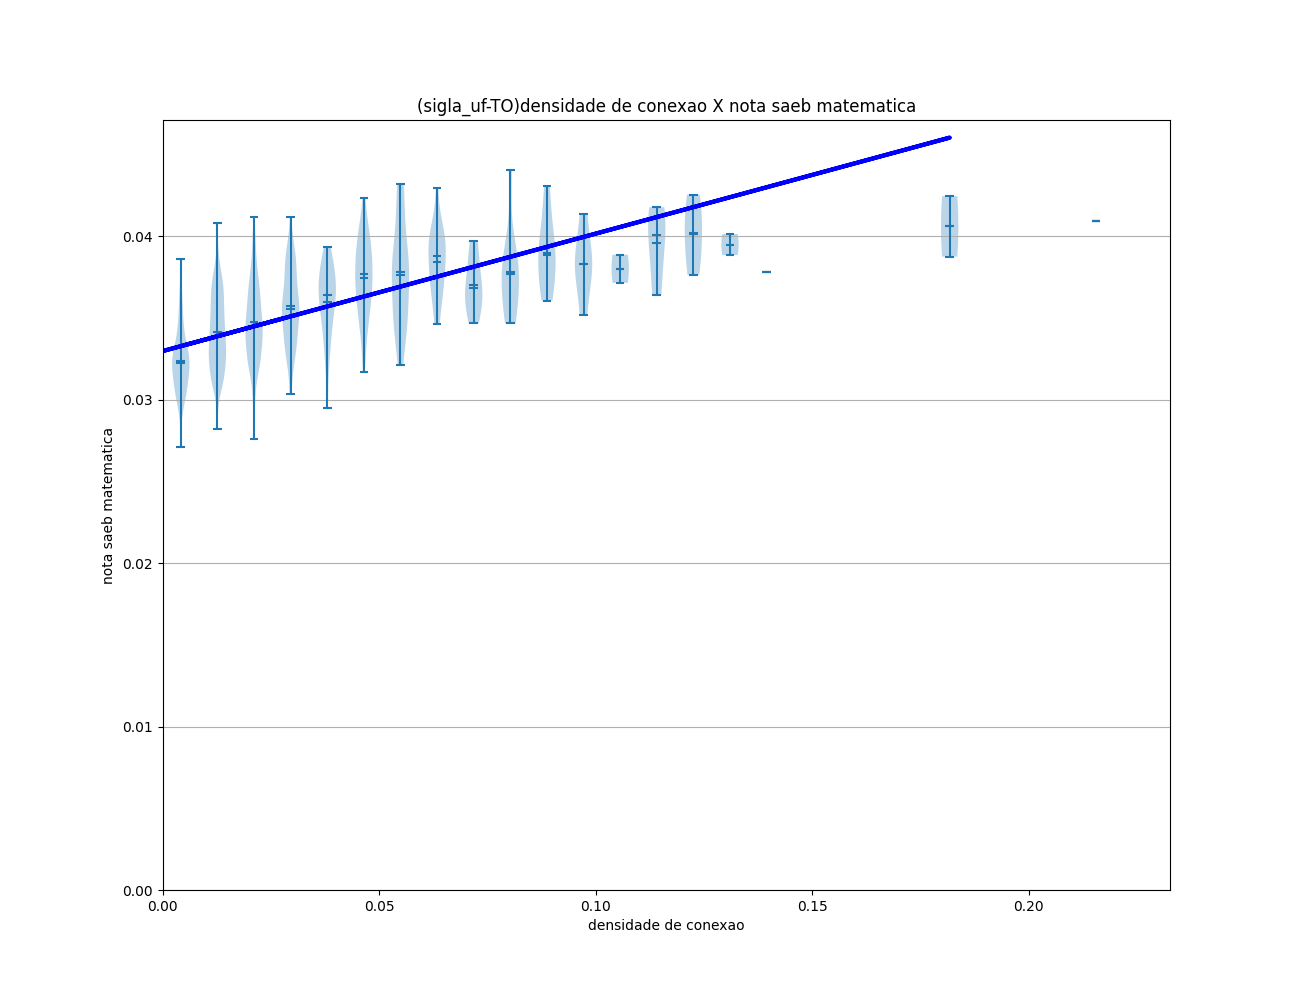 (sigla_uf-TO)densidade de conexao X nota saeb matematica
nota saeb matematica
0.04
0.03
0.02
0.01
0.00
0.00 0.05 0.10 0.15 0.20
densidade de conexao